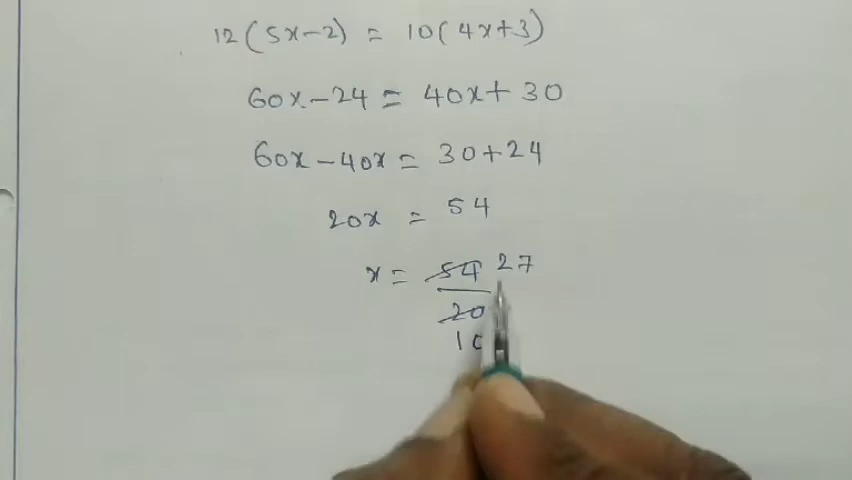 12(5x-2) = 10(4x+3)
60x-24 = 40x+30
60x-40x = 30+24
20x = 54
x = 54 27
20
10